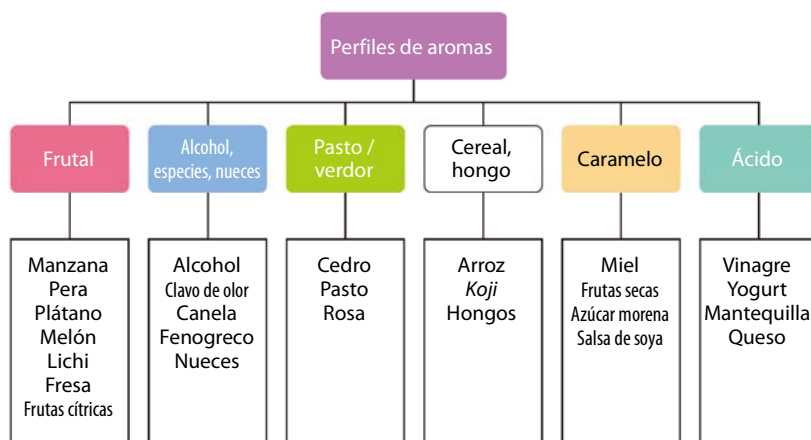 Perfiles de aromas
Frutal
Alcohol,
especies, nueces
Pasto /
verdor
Cereal,
hongo
Caramelo
Ácido
Manzana
Pera
Plátano
Melón
Lichi
Fresa
Frutas cítricas
Alcohol
Clavo de olor
Canela
Fenogreco
Nueces
Cedro
Pasto
Rosa
Arroz
Koji
Hongos
Miel
Frutas secas
Azúcar morena
Salsa de soya
Vinagre
Yogurt
Mantequilla
Queso